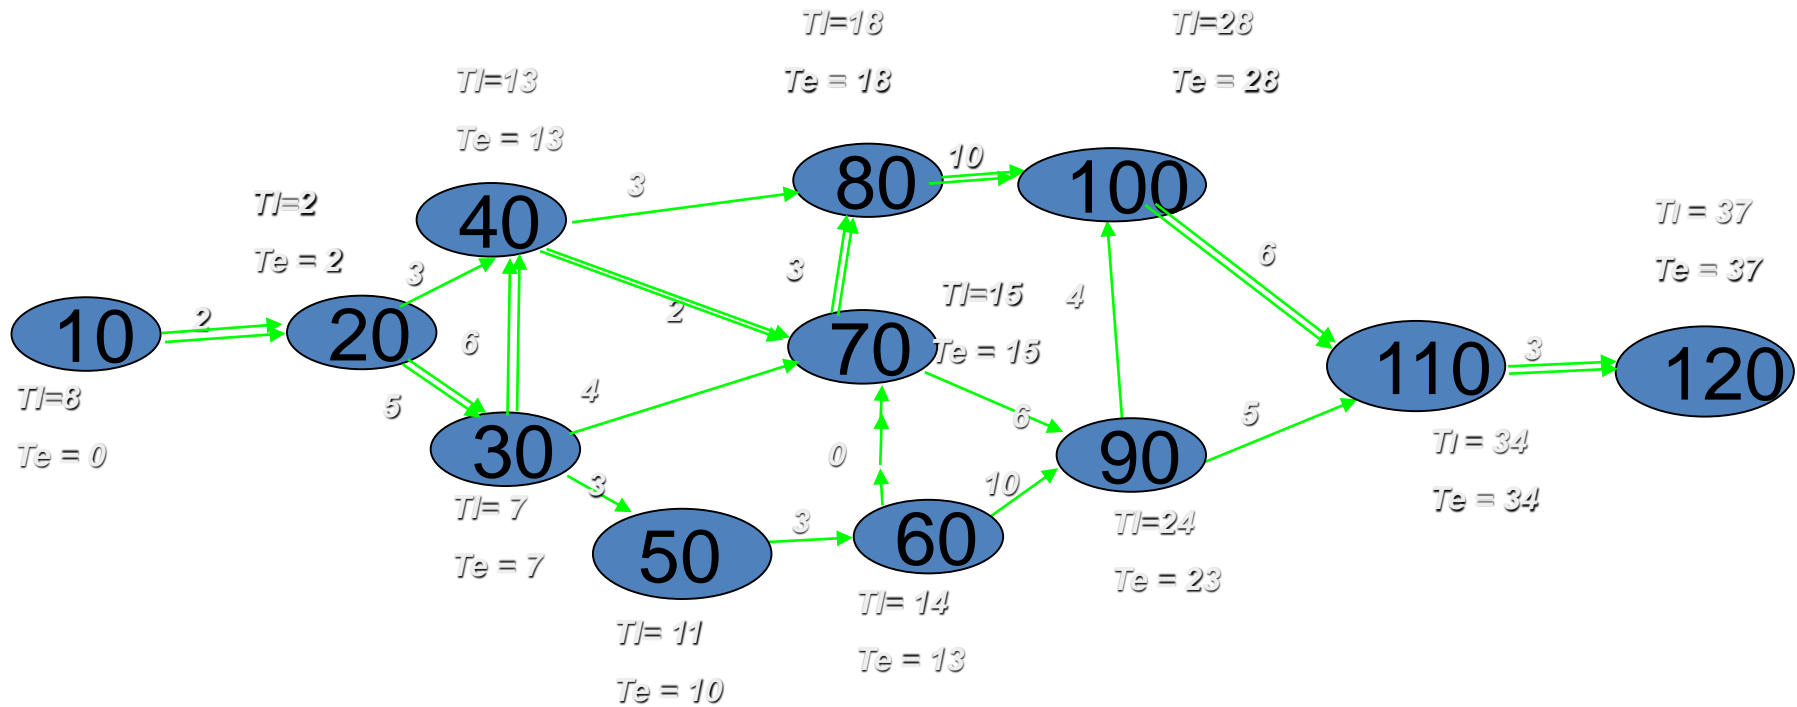 Tl=18
Te = 18
Tl=28
Te = 28
Tl=13
Te = 13
Tl=2
Te = 2
Tl = 37
Te = 37
10
2
20
3
40
3
80
10
100
6
5
6
30
4
2
70
3
Tl=15
Te = 15
4
6
110
3
120
Tl=8
Te = 0
3
50
3
0
60
10
90
5
Tl = 34
Te = 34
Tl= 7
Te = 7
Tl=24
Te = 23
Tl= 14
Te = 13
Tl= 11
Te = 10